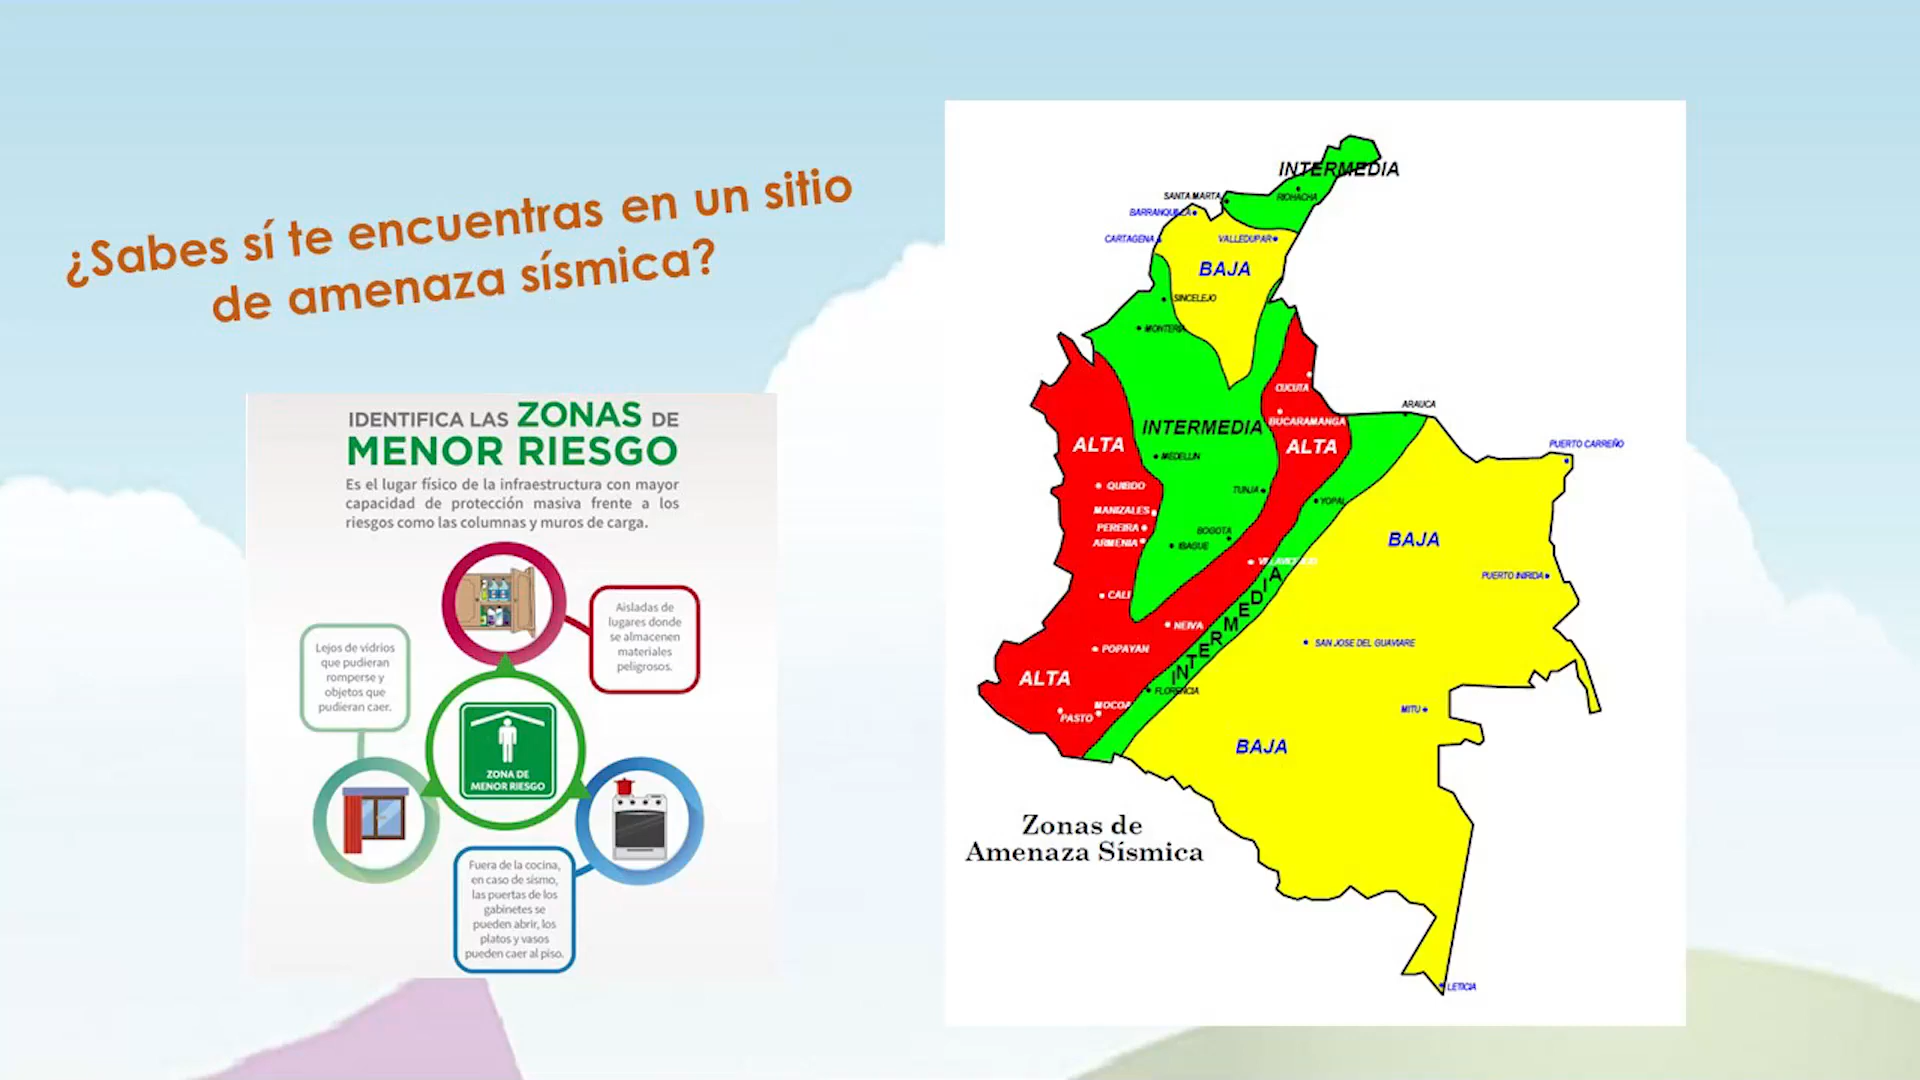 ¿Sabes sí te encuentras en un sitio
de amenaza sísmica?
IDENTIFICA LAS ZONAS DE
MENOR RIESGO
Es el lugar físico de la infraestructura con mayor
capacidad de protección masiva frente a los
riesgos como las columnas y muros de carga.
Aisladas de
lugares donde
se almacenen
materiales
peligrosos.
Lejos de vidrios
que pudieran
romperse y
objetos que
pudieran caer.
ZONA DE
MENOR RIESGO
Fuera de la cocina,
en caso de sismo,
las puertas de los
gabinetes se
pueden abrir, los
platos y vasos
pueden caer al piso.
INTERMEDIA
RIOHACHA
SANTA MARTA
BARRANQUILLA
CARTAGENA
VALLEDUPAR
BAJA
SINCELEJO
MONTERIA
CUCUTA
ARAUCA
BUCARAMANGA
INTERMEDIA
ALTA
ALTA
PUERTO CARREÑO
MEDELLIN
QUIBDO
TUNJA
YOPAL
MANIZALES
PEREIRA
BOGOTA
ARMENIA
IBAGUE
BAJA
PUERTO INIRIDA
CALI
NEIVA
INTERMEDIA
SAN JOSE DEL GUAVIARE
POPAYAN
ALTA
FLORENCIA
MOCOA
PASTO
MITU
BAJA
Zonas de
Amenaza Sísmica
LETICIA